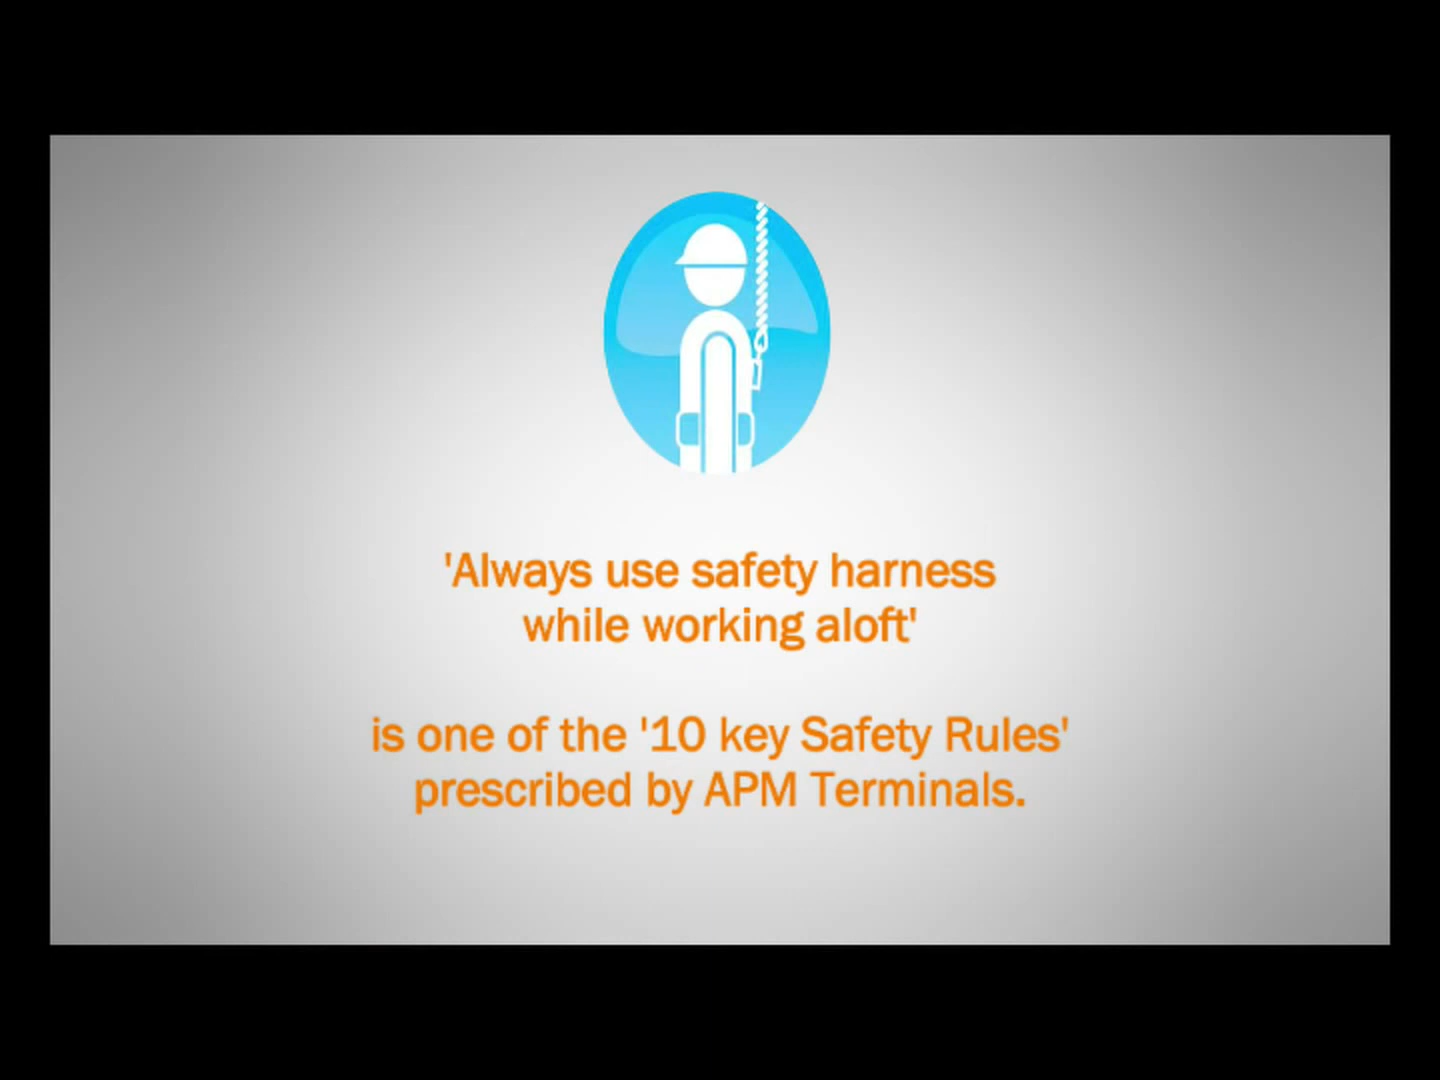 'Always use safety harness
while working aloft'
is one of the '10 key Safety Rules'
prescribed by APM Terminals.